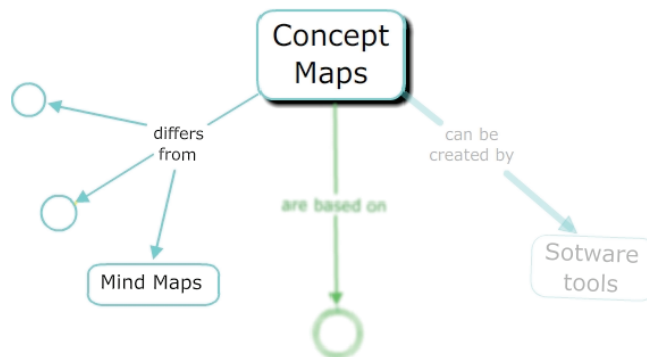 Concept
Maps
differs
from
can be
created by
are based on
Mind Maps
Sotware
tools